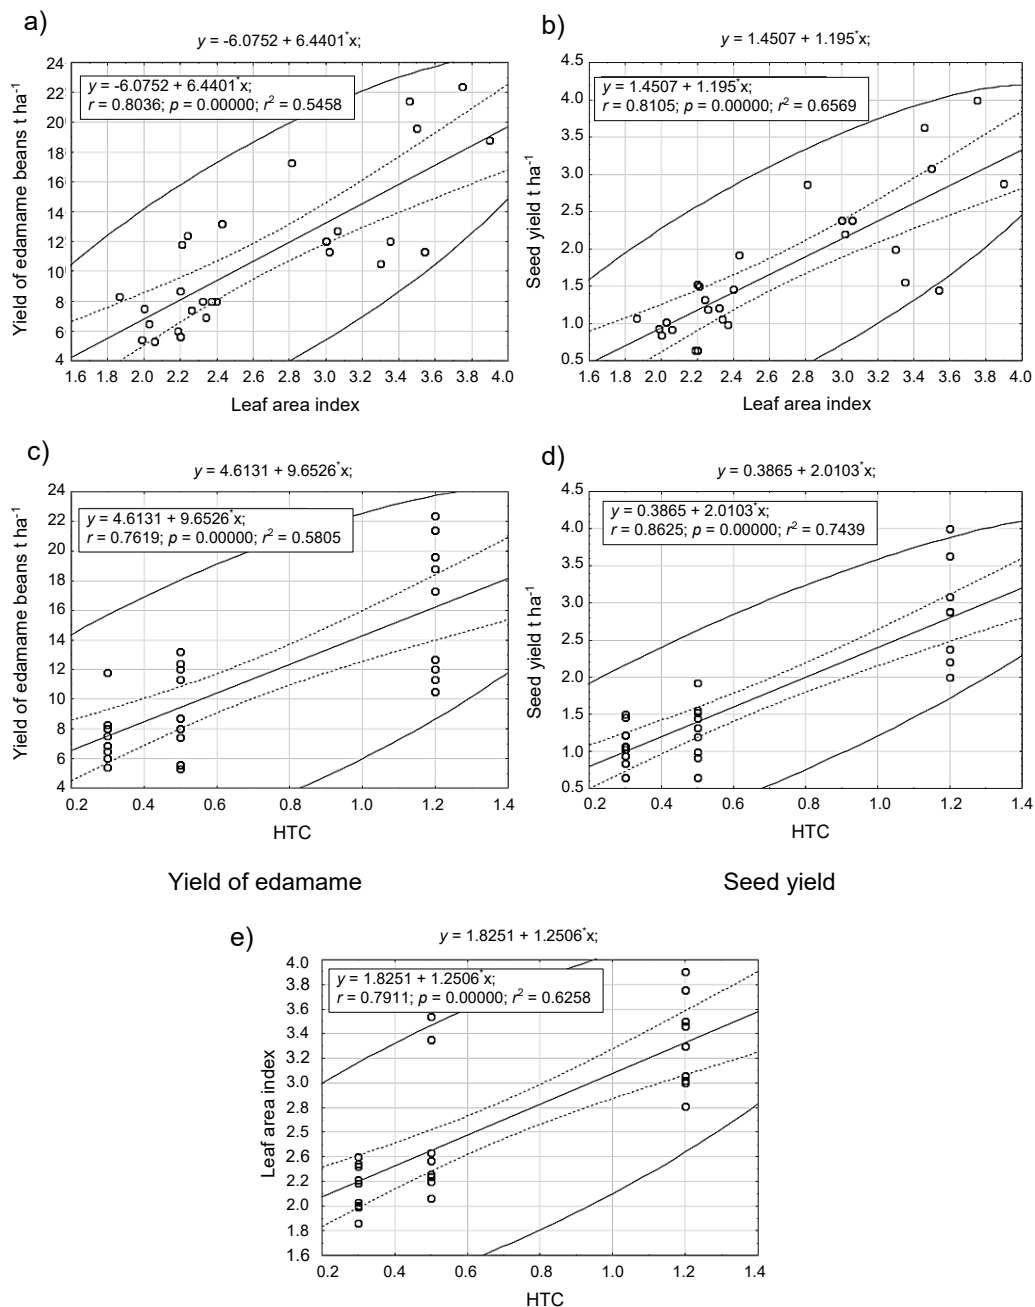 a)
y = -6.0752 + 6.4401*x;
y = -6.0752 + 6.4401*x;
r = 0.8036; p = 0.00000; r² = 0.5458
Yield of edamame beans t ha⁻¹
24
22
20
18
16
14
12
10
8
6
4
1.6 1.8 2.0 2.2 2.4 2.6 2.8 3.0 3.2 3.4 3.6 3.8 4.0
Leaf area index
b)
y = 1.4507 + 1.195*x;
y = 1.4507 + 1.195*x;
r = 0.8105; p = 0.00000; r² = 0.6569
Seed yield t ha⁻¹
4.5
4.0
3.5
3.0
2.5
2.0
1.5
1.0
0.5
1.6 1.8 2.0 2.2 2.4 2.6 2.8 3.0 3.2 3.4 3.6 3.8 4.0
Leaf area index
c)
y = 4.6131 + 9.6526*x;
y = 4.6131 + 9.6526*x;
r = 0.7619; p = 0.00000; r² = 0.5805
Yield of edamame beans t ha⁻¹
24
22
20
18
16
14
12
10
8
6
4
0.2 0.4 0.6 0.8 1.0 1.2 1.4
HTC
d)
y = 0.3865 + 2.0103*x;
y = 0.3865 + 2.0103*x;
r = 0.8625; p = 0.00000; r² = 0.7439
Seed yield t ha⁻¹
4.5
4.0
3.5
3.0
2.5
2.0
1.5
1.0
0.5
0.2 0.4 0.6 0.8 1.0 1.2 1.4
HTC
Yield of edamame
Seed yield
e)
y = 1.8251 + 1.2506*x;
y = 1.8251 + 1.2506*x;
r = 0.7911; p = 0.00000; r² = 0.6258
Leaf area index
4.0
3.6
3.4
3.2
3.0
2.8
2.5
2.6
2.2
2.0
1.6
1.6
0.2 0.4 0.6 0.8 1.0 1.2 1.4
HTC